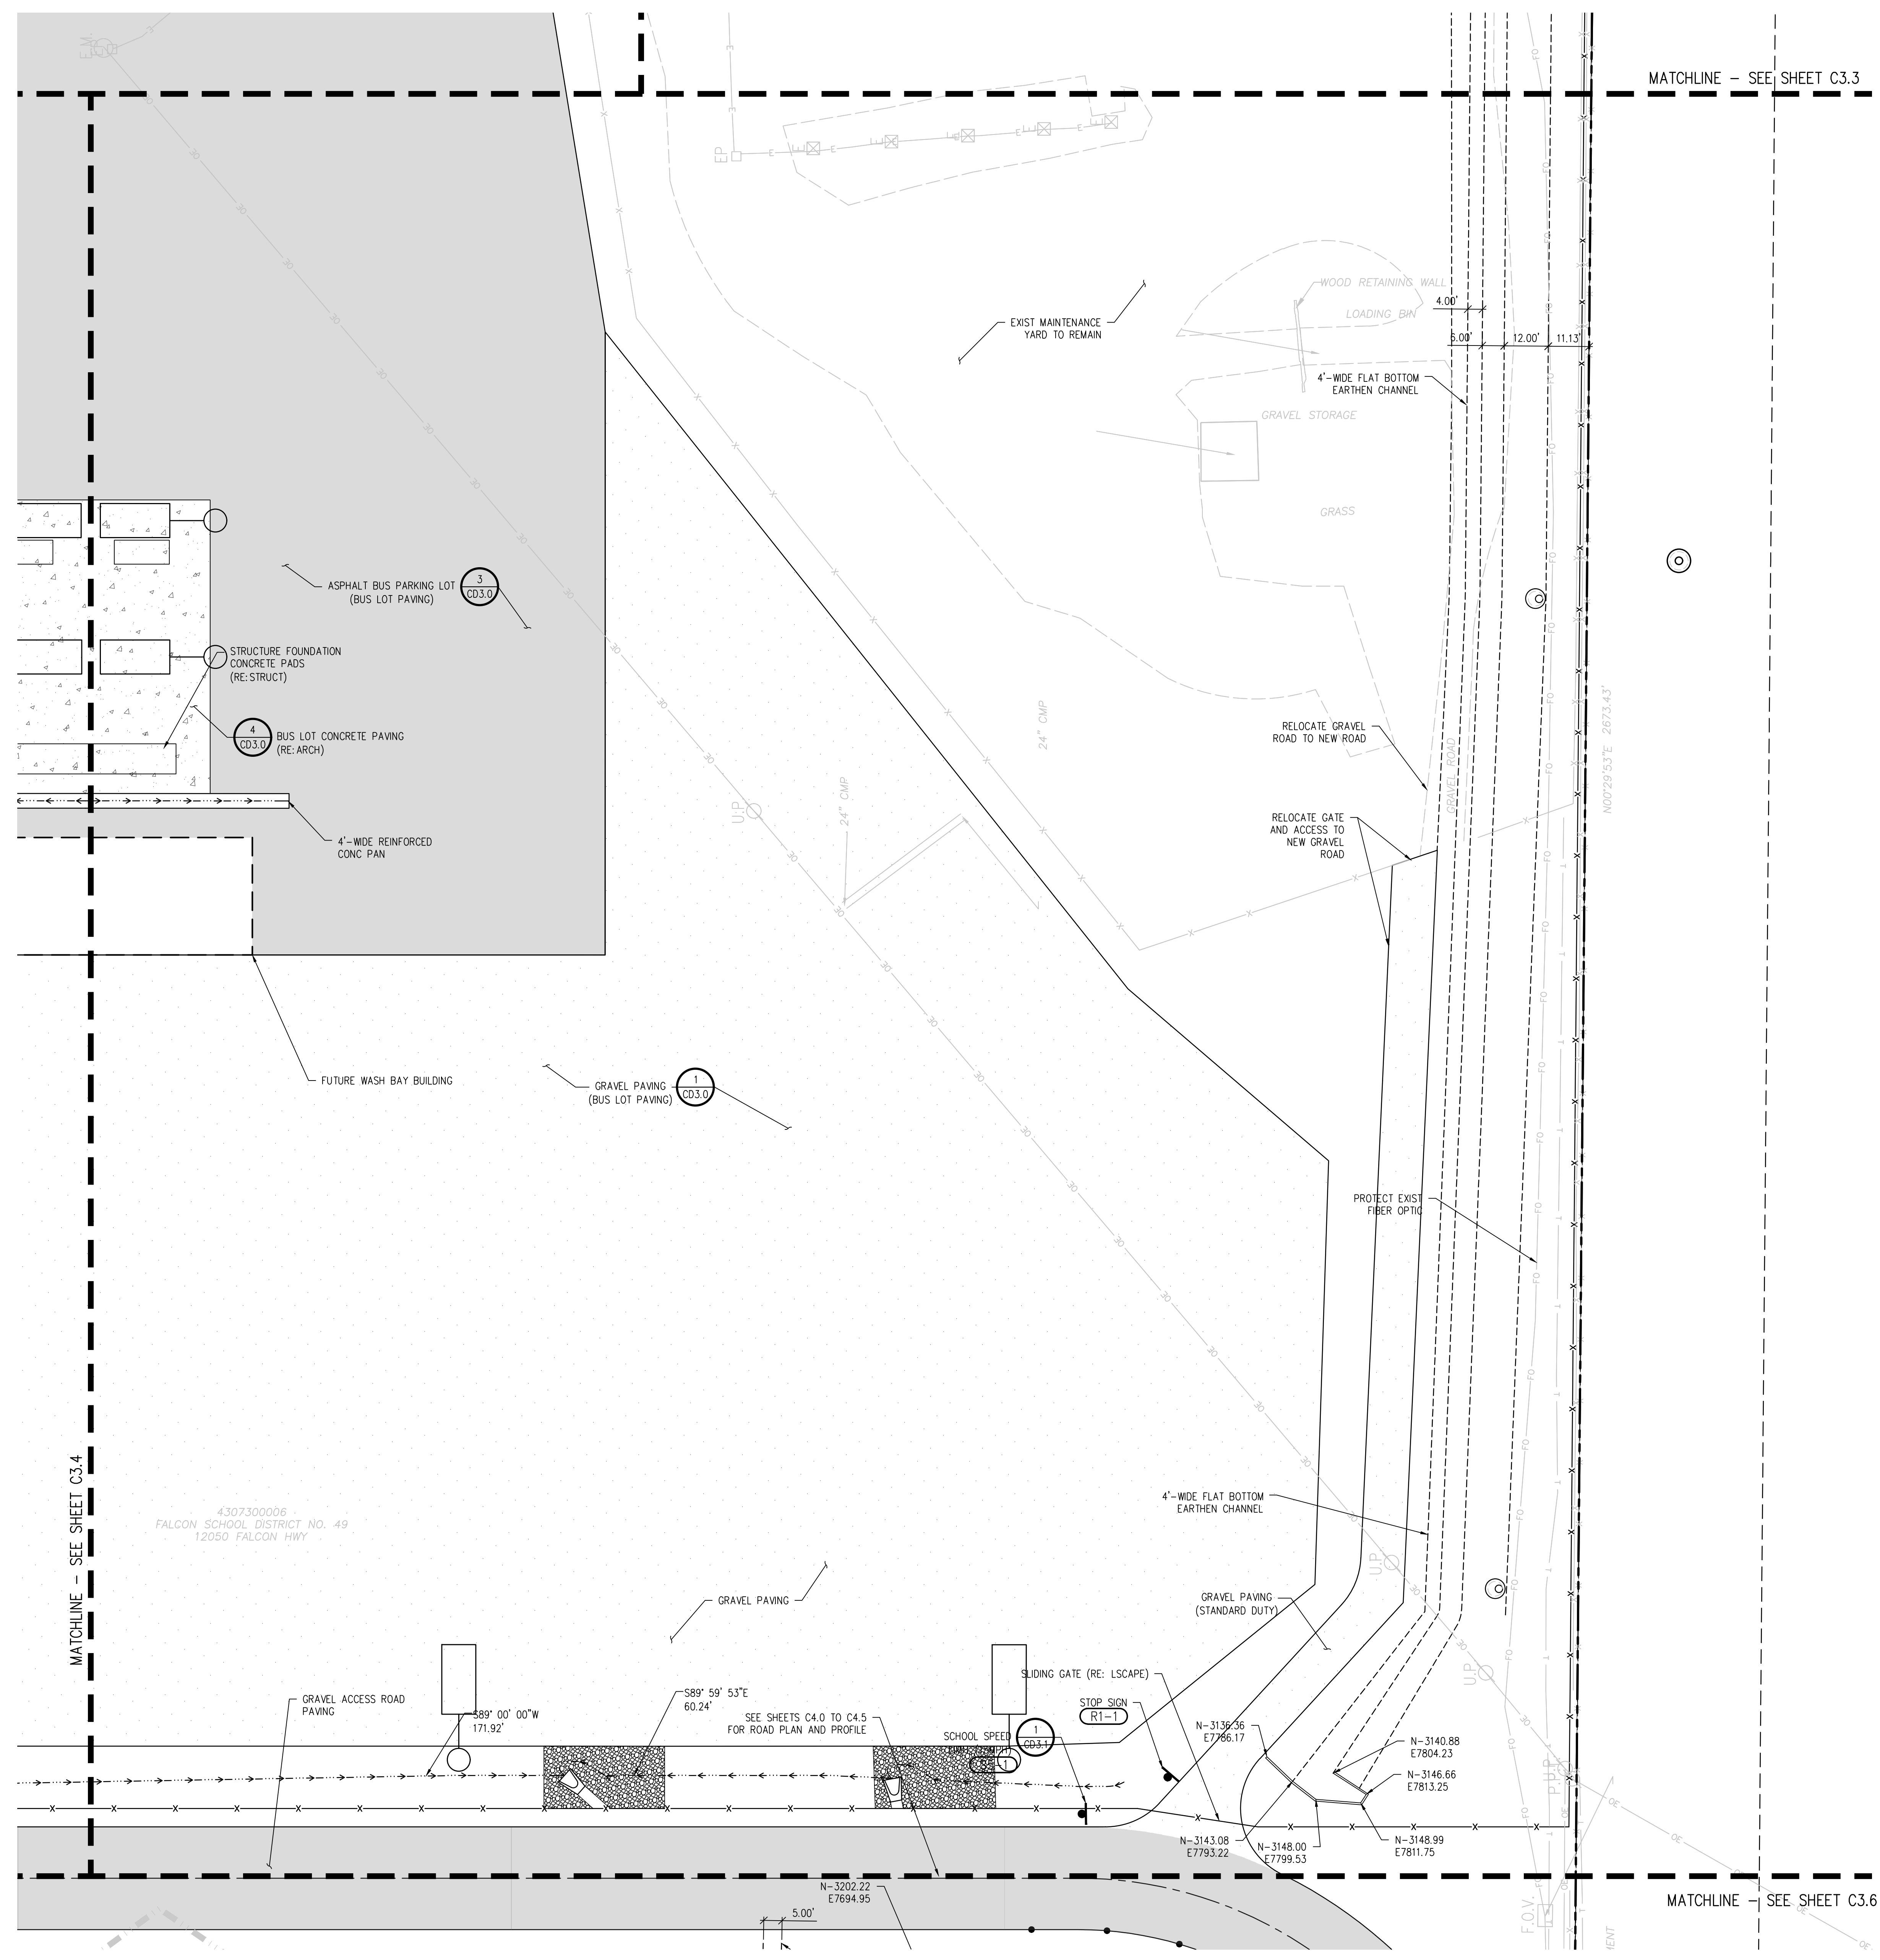 MATCHLINE - SEE SHEET C3.3
EM.
EP
E
WOOD RETAINING WALL
LOADING BIN
4.00'
6.00'
12.00'
11.13'
EXIST MAINTENANCE
YARD TO REMAIN
4'-WIDE FLAT BOTTOM
EARTHEN CHANNEL
GRAVEL STORAGE
GRASS
ASPHALT BUS PARKING LOT
(BUS LOT PAVING)
3
CD3.0
STRUCTURE FOUNDATION
CONCRETE PADS
(RE:STRUCT)
4
CD3.0
BUS LOT CONCRETE PAVING
(RE:ARCH)
24" CMP
24" CMP
U.P
RELOCATE GRAVEL
ROAD TO NEW ROAD
GRAVEL ROAD
N00°29'53"E 2673.43'
RELOCATE GATE
AND ACCESS TO
NEW GRAVEL
ROAD
4'-WIDE REINFORCED
CONC PAN
FUTURE WASH BAY BUILDING
GRAVEL PAVING
(BUS LOT PAVING)
1
CD3.0
PROTECT EXIST
FIBER OPTIC
MATCHLINE - SEE SHEET C3.4
4307300006
FALCON SCHOOL DISTRICT NO. 49
12050 FALCON HWY
4'-WIDE FLAT BOTTOM
EARTHEN CHANNEL
U.P
GRAVEL PAVING
GRAVEL PAVING
(STANDARD DUTY)
GRAVEL ACCESS ROAD
PAVING
S89° 00' 00"W
171.92'
S89° 59' 53"E
60.24'
SEE SHEETS C4.0 TO C4.5
FOR ROAD PLAN AND PROFILE
SLIDING GATE (RE: LSCAPE)
STOP SIGN
R1-1
SCHOOL SPEED
1
CD3.1
U.P
N-3136.36
E7786.17
N-3140.88
E7804.23
N-3146.66
E7813.25
N-3143.08
E7793.22
N-3148.00
E7799.53
N-3148.99
E7811.75
N-3202.22
E7694.95
5.00'
MATCHLINE - SEE SHEET C3.6
F.O.V.